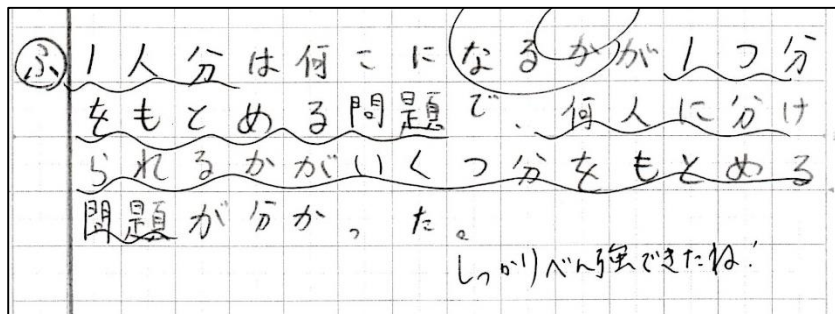 ふ 1人分は何こになるかが1つ分
をもとめる問題で、何人に分け
られるかがいくつ分をもとめる
問題が分かった。
しっかりべん強できたね!